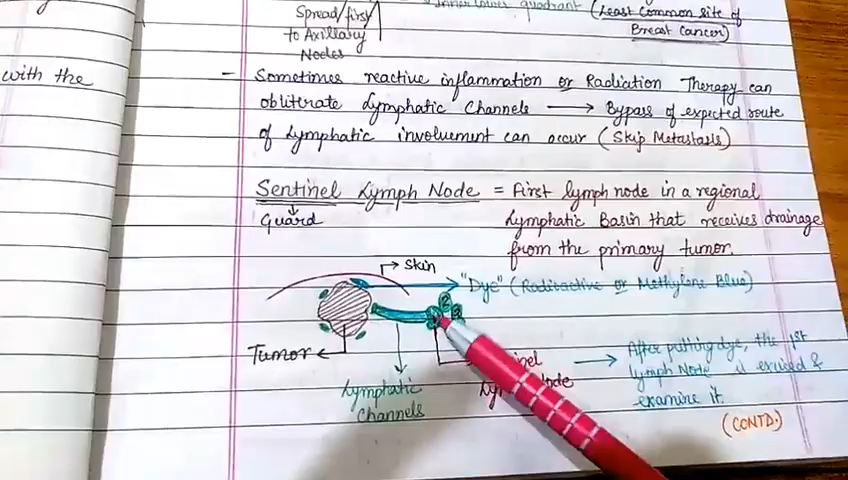 Inner lower quadrant (Least Common site of
Breast Cancer)
Spread/first
to Axillary
Nodes
with the
- Sometimes reactive inflammation or Radiation Therapy can
obliterate Lymphatic Channels → Bypass of expected route
of Lymphatic involvement can occur (Skip Metastasis)
Sentinel Lymph Node = First lymph node in a regional
Guard
Lymphatic Basin that receives drainage
from the primary tumor.
Skin
"Dye" (Radioactive or Methylene Blue)
1 2 3
Tumor
Lymphatic
Channels
→ After putting dye, the 1st
lymph Node is excised &
examine it
(CONTD.)